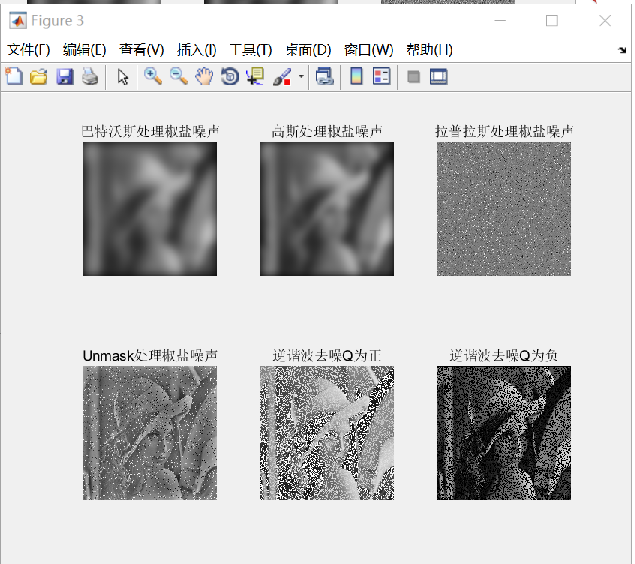 Figure 3
文件(F) 编辑(E) 查看(V) 插入(I) 工具(T) 桌面(D) 窗口(W) 帮助(H)
巴特沃斯处理椒盐噪声 高斯处理椒盐噪声 拉普拉斯处理椒盐噪声
Unmask处理椒盐噪声 逆谐波去噪Q为正 逆谐波去噪Q为负